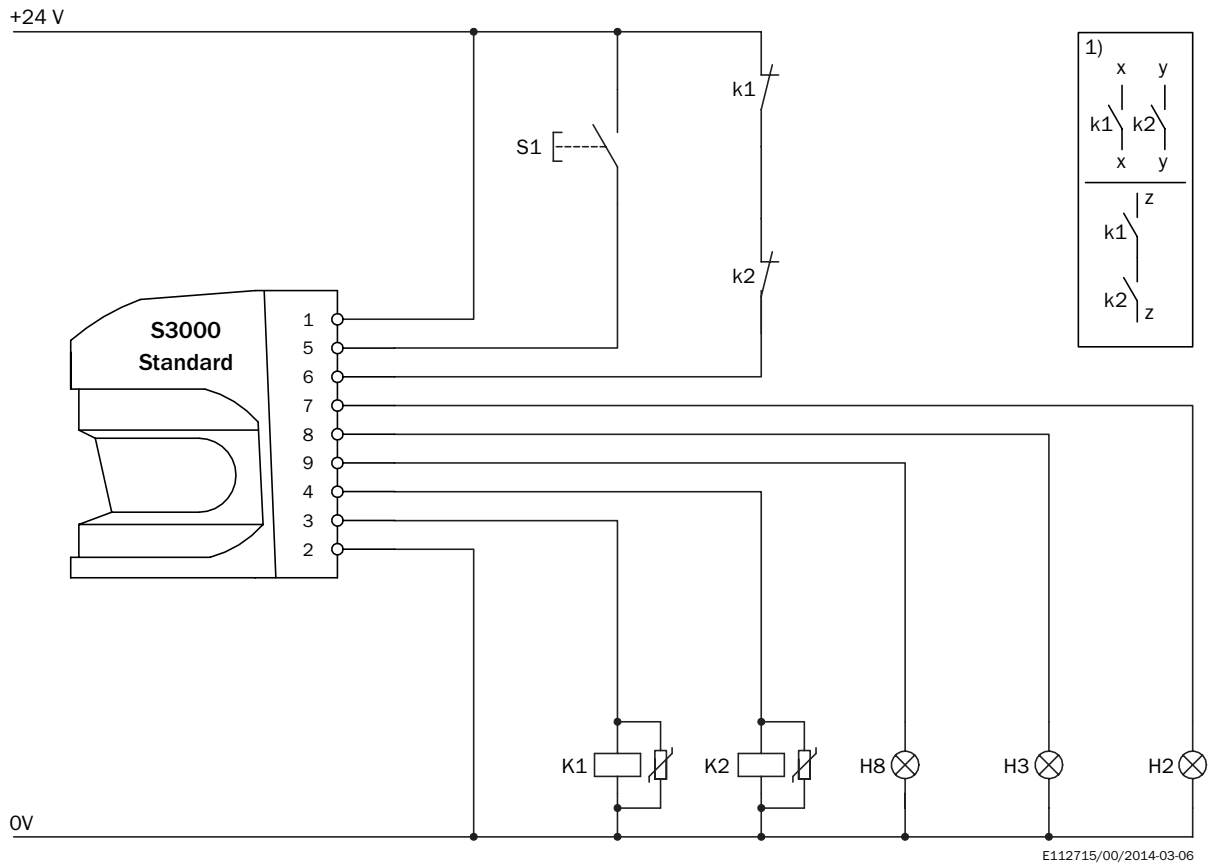 +24 V
1)
x y
k1 k2
x y
z
k1
k2
z
k1
S1
k2
S3000
Standard
1
5
6
7
8
9
4
3
2
K1
K2
H8
H3
H2
0V
E112715/00/2014-03-06